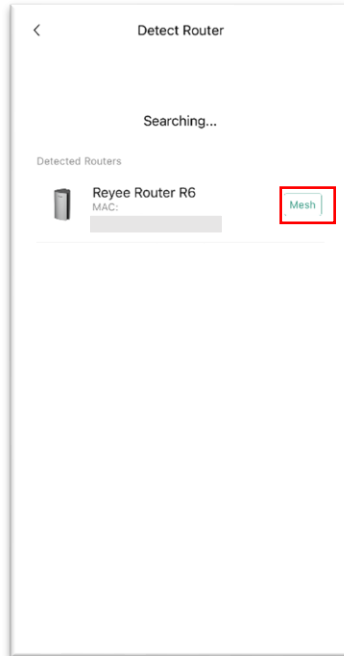 Detect Router
Searching...
Detected Routers
Reyee Router R6
MAC:
Mesh